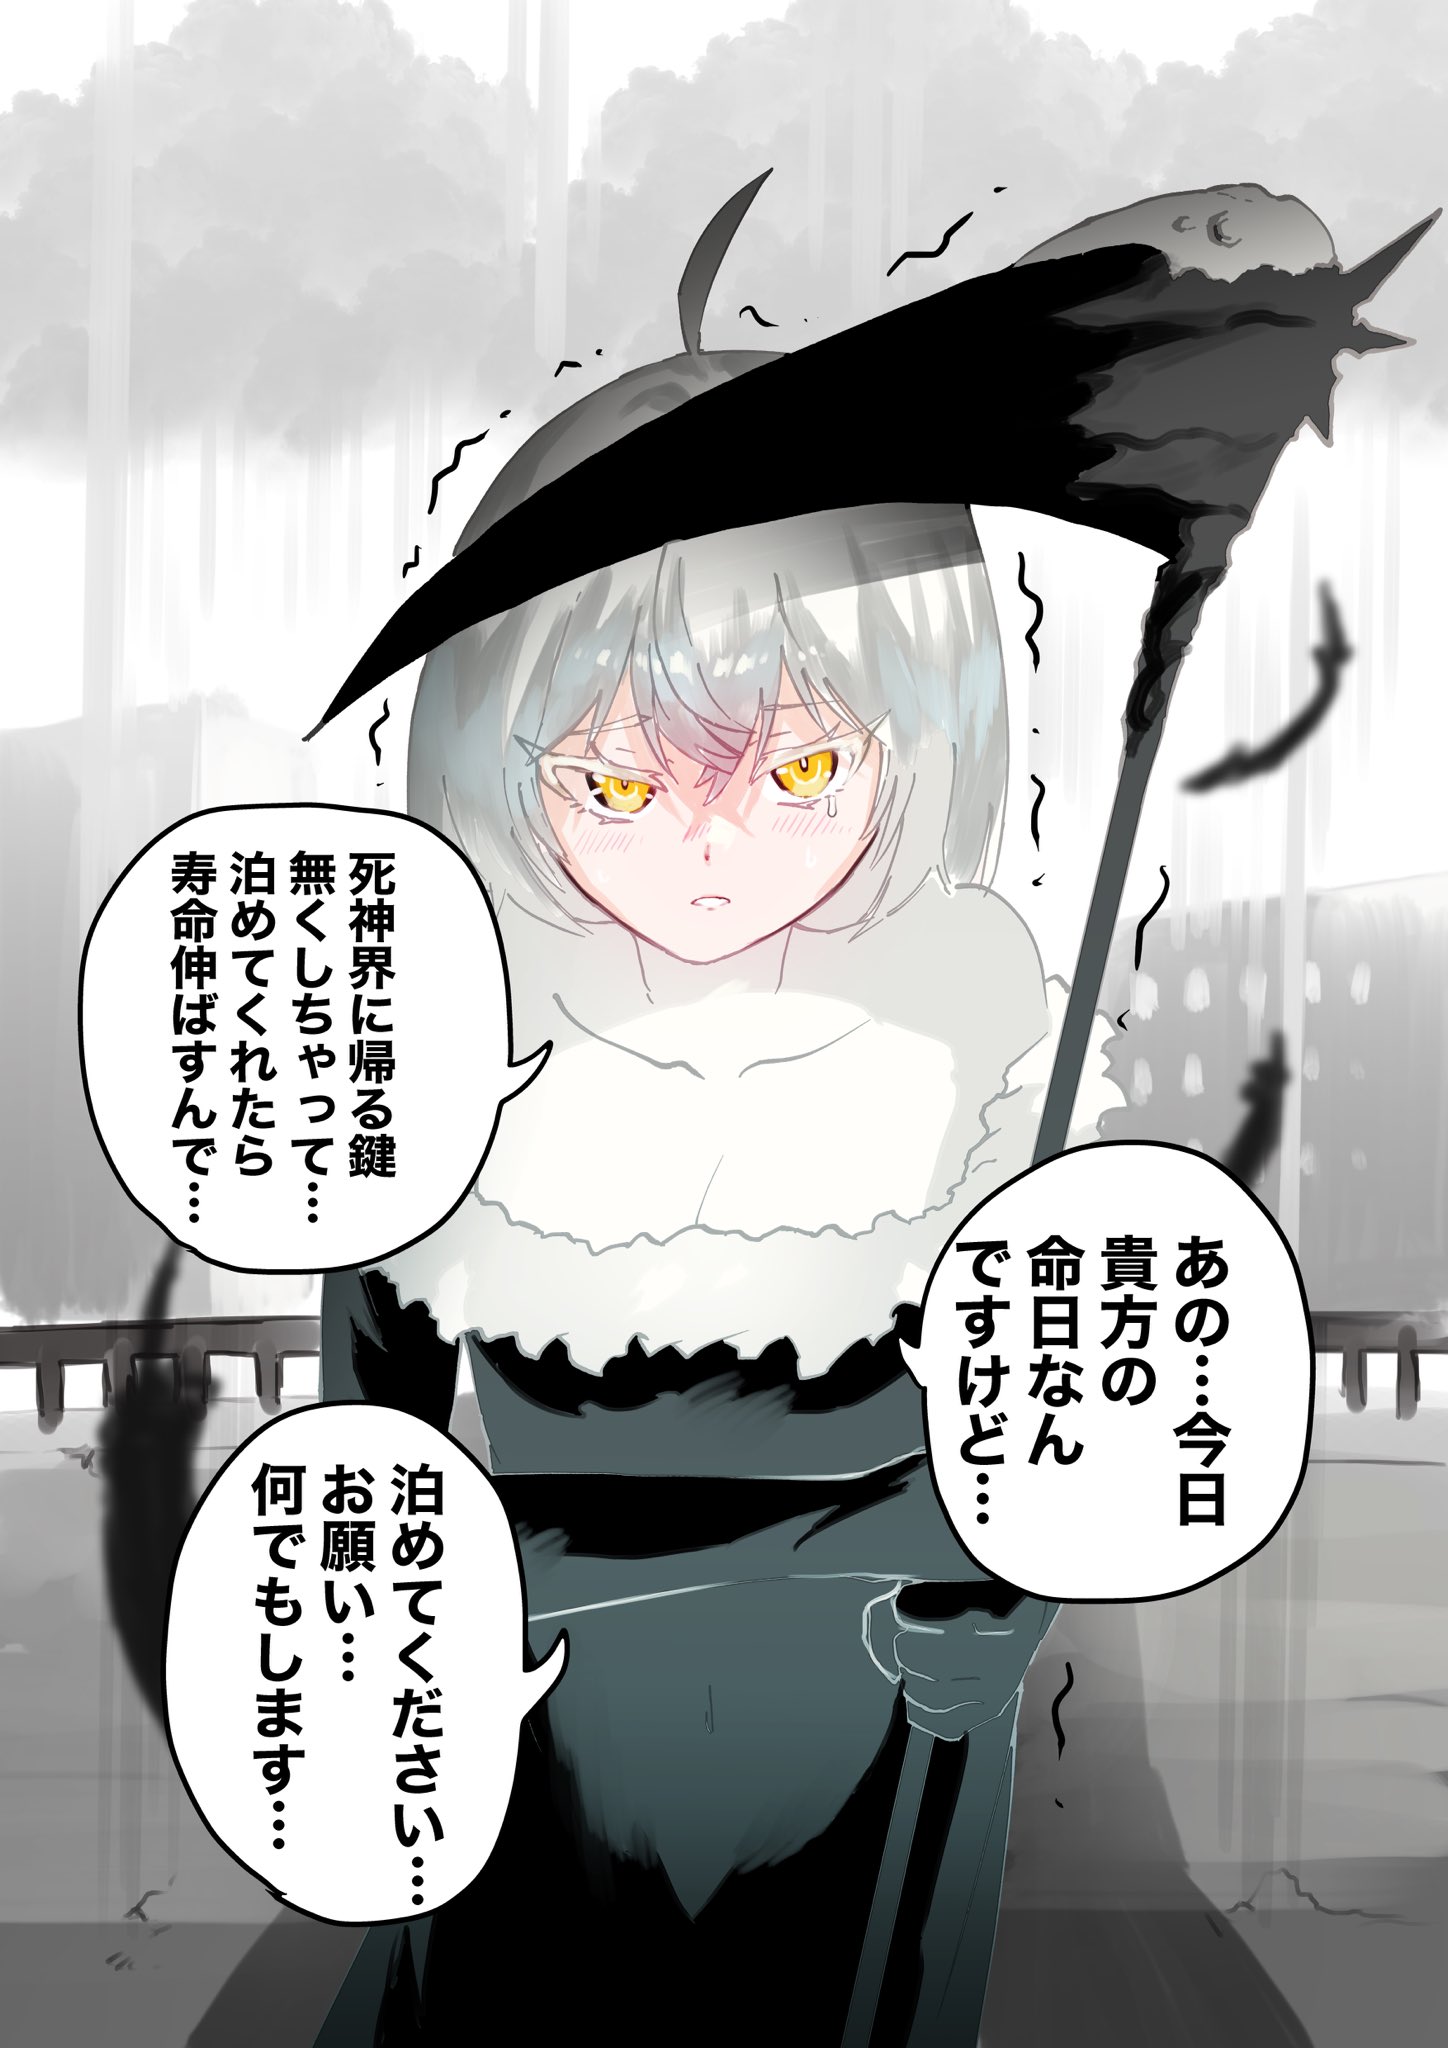 あの…今日
貴方の
命日なん
ですけど…
死神界に帰る鍵
無くしちゃって…
泊めてくれたら
寿命伸ばすんで…
泊めてください…
お願い…
何でもします…